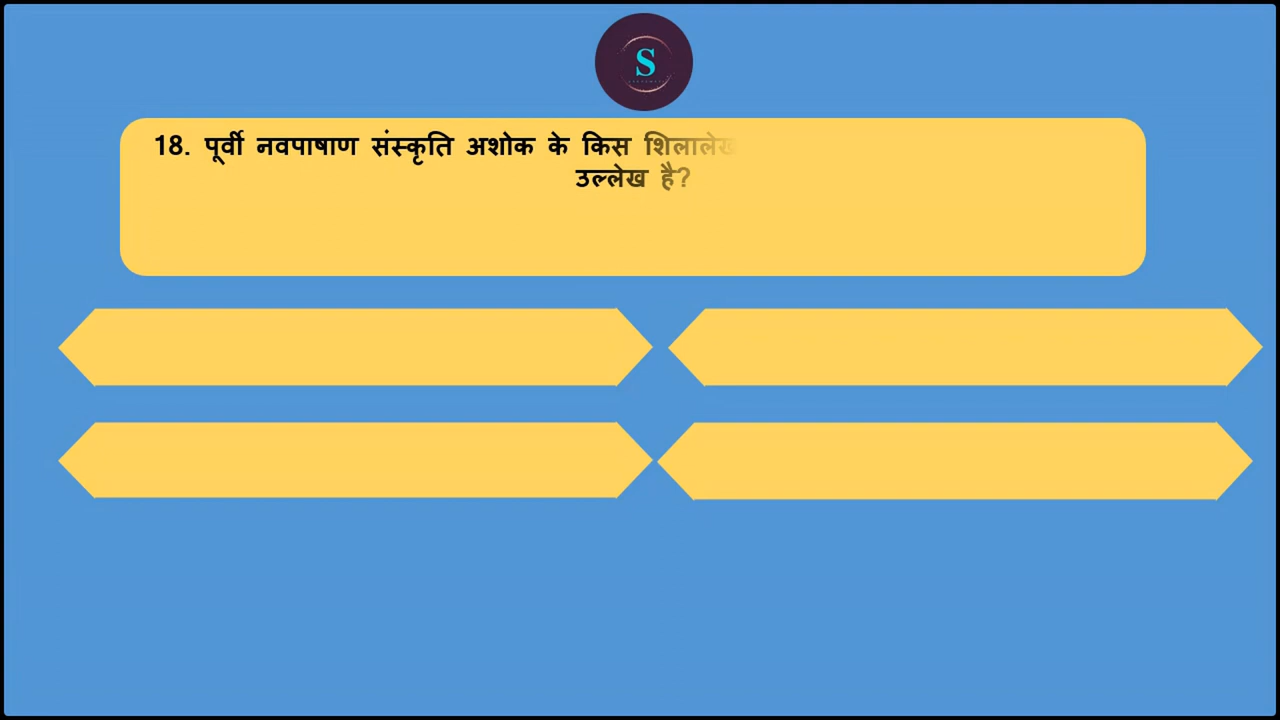 S
18. पूर्वी नवपाषाण संस्कृति अशोक के किस शिलालेख
उल्लेख है?